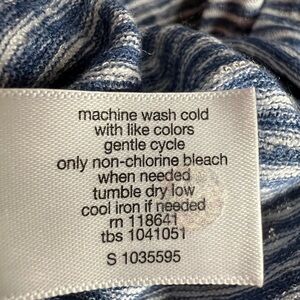 machine wash cold
with like colors
gentle cycle
only non-chlorine bleach
when needed
tumble dry low
cool iron if needed
rn 118641
tbs 1041051
S 1035595